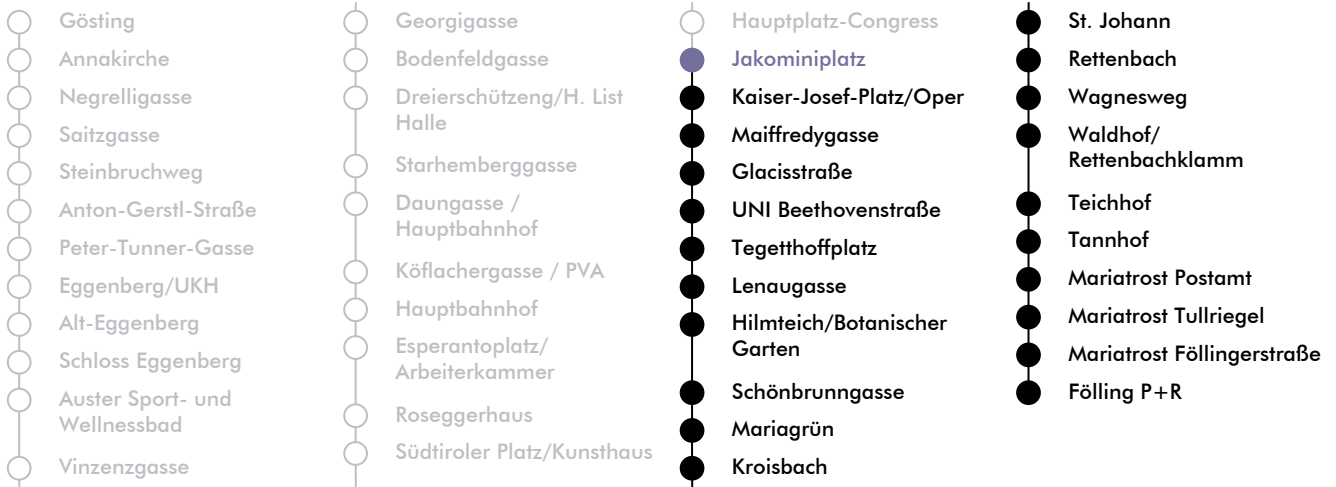 Gösting
Annakirche
Negrelligasse
Saitzgasse
Steinbruchweg
Anton-Gerstl-Straße
Peter-Tunner-Gasse
Eggenberg/UKH
Alt-Eggenberg
Schloss Eggenberg
Auster Sport- und
Wellnessbad
Vinzenzgasse
Georgigasse
Bodenfeldgasse
Dreierschützeng/H. List
Halle
Starhemberggasse
Daungasse /
Hauptbahnhof
Köflachergasse / PVA
Hauptbahnhof
Esperantoplatz/
Arbeiterkammer
Roseggerhaus
Südtiroler Platz/Kunsthaus
Hauptplatz-Congress
Jakominiplatz
Kaiser-Josef-Platz/Oper
Maiffredygasse
Glacisstraße
UNI Beethovenstraße
Tegetthoffplatz
Lenaugasse
Hilmteich/Botanischer
Garten
Schönbrunngasse
Mariagrün
Kroisbach
St. Johann
Rettenbach
Wagnesweg
Waldhof/
Rettenbachklamm
Teichhof
Tannhof
Mariatrost Postamt
Mariatrost Tullriegel
Mariatrost Föllingerstraße
Fölling P+R